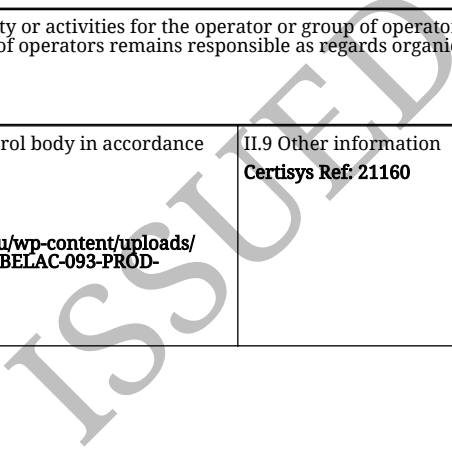 ty or activities for the operator or group of operator
of operators remains responsible as regards organi
rol body in accordance
II.9 Other information
Certisys Ref: 21160
u/wp-content/uploads/
BELAC-093-PROD-
ISSUED